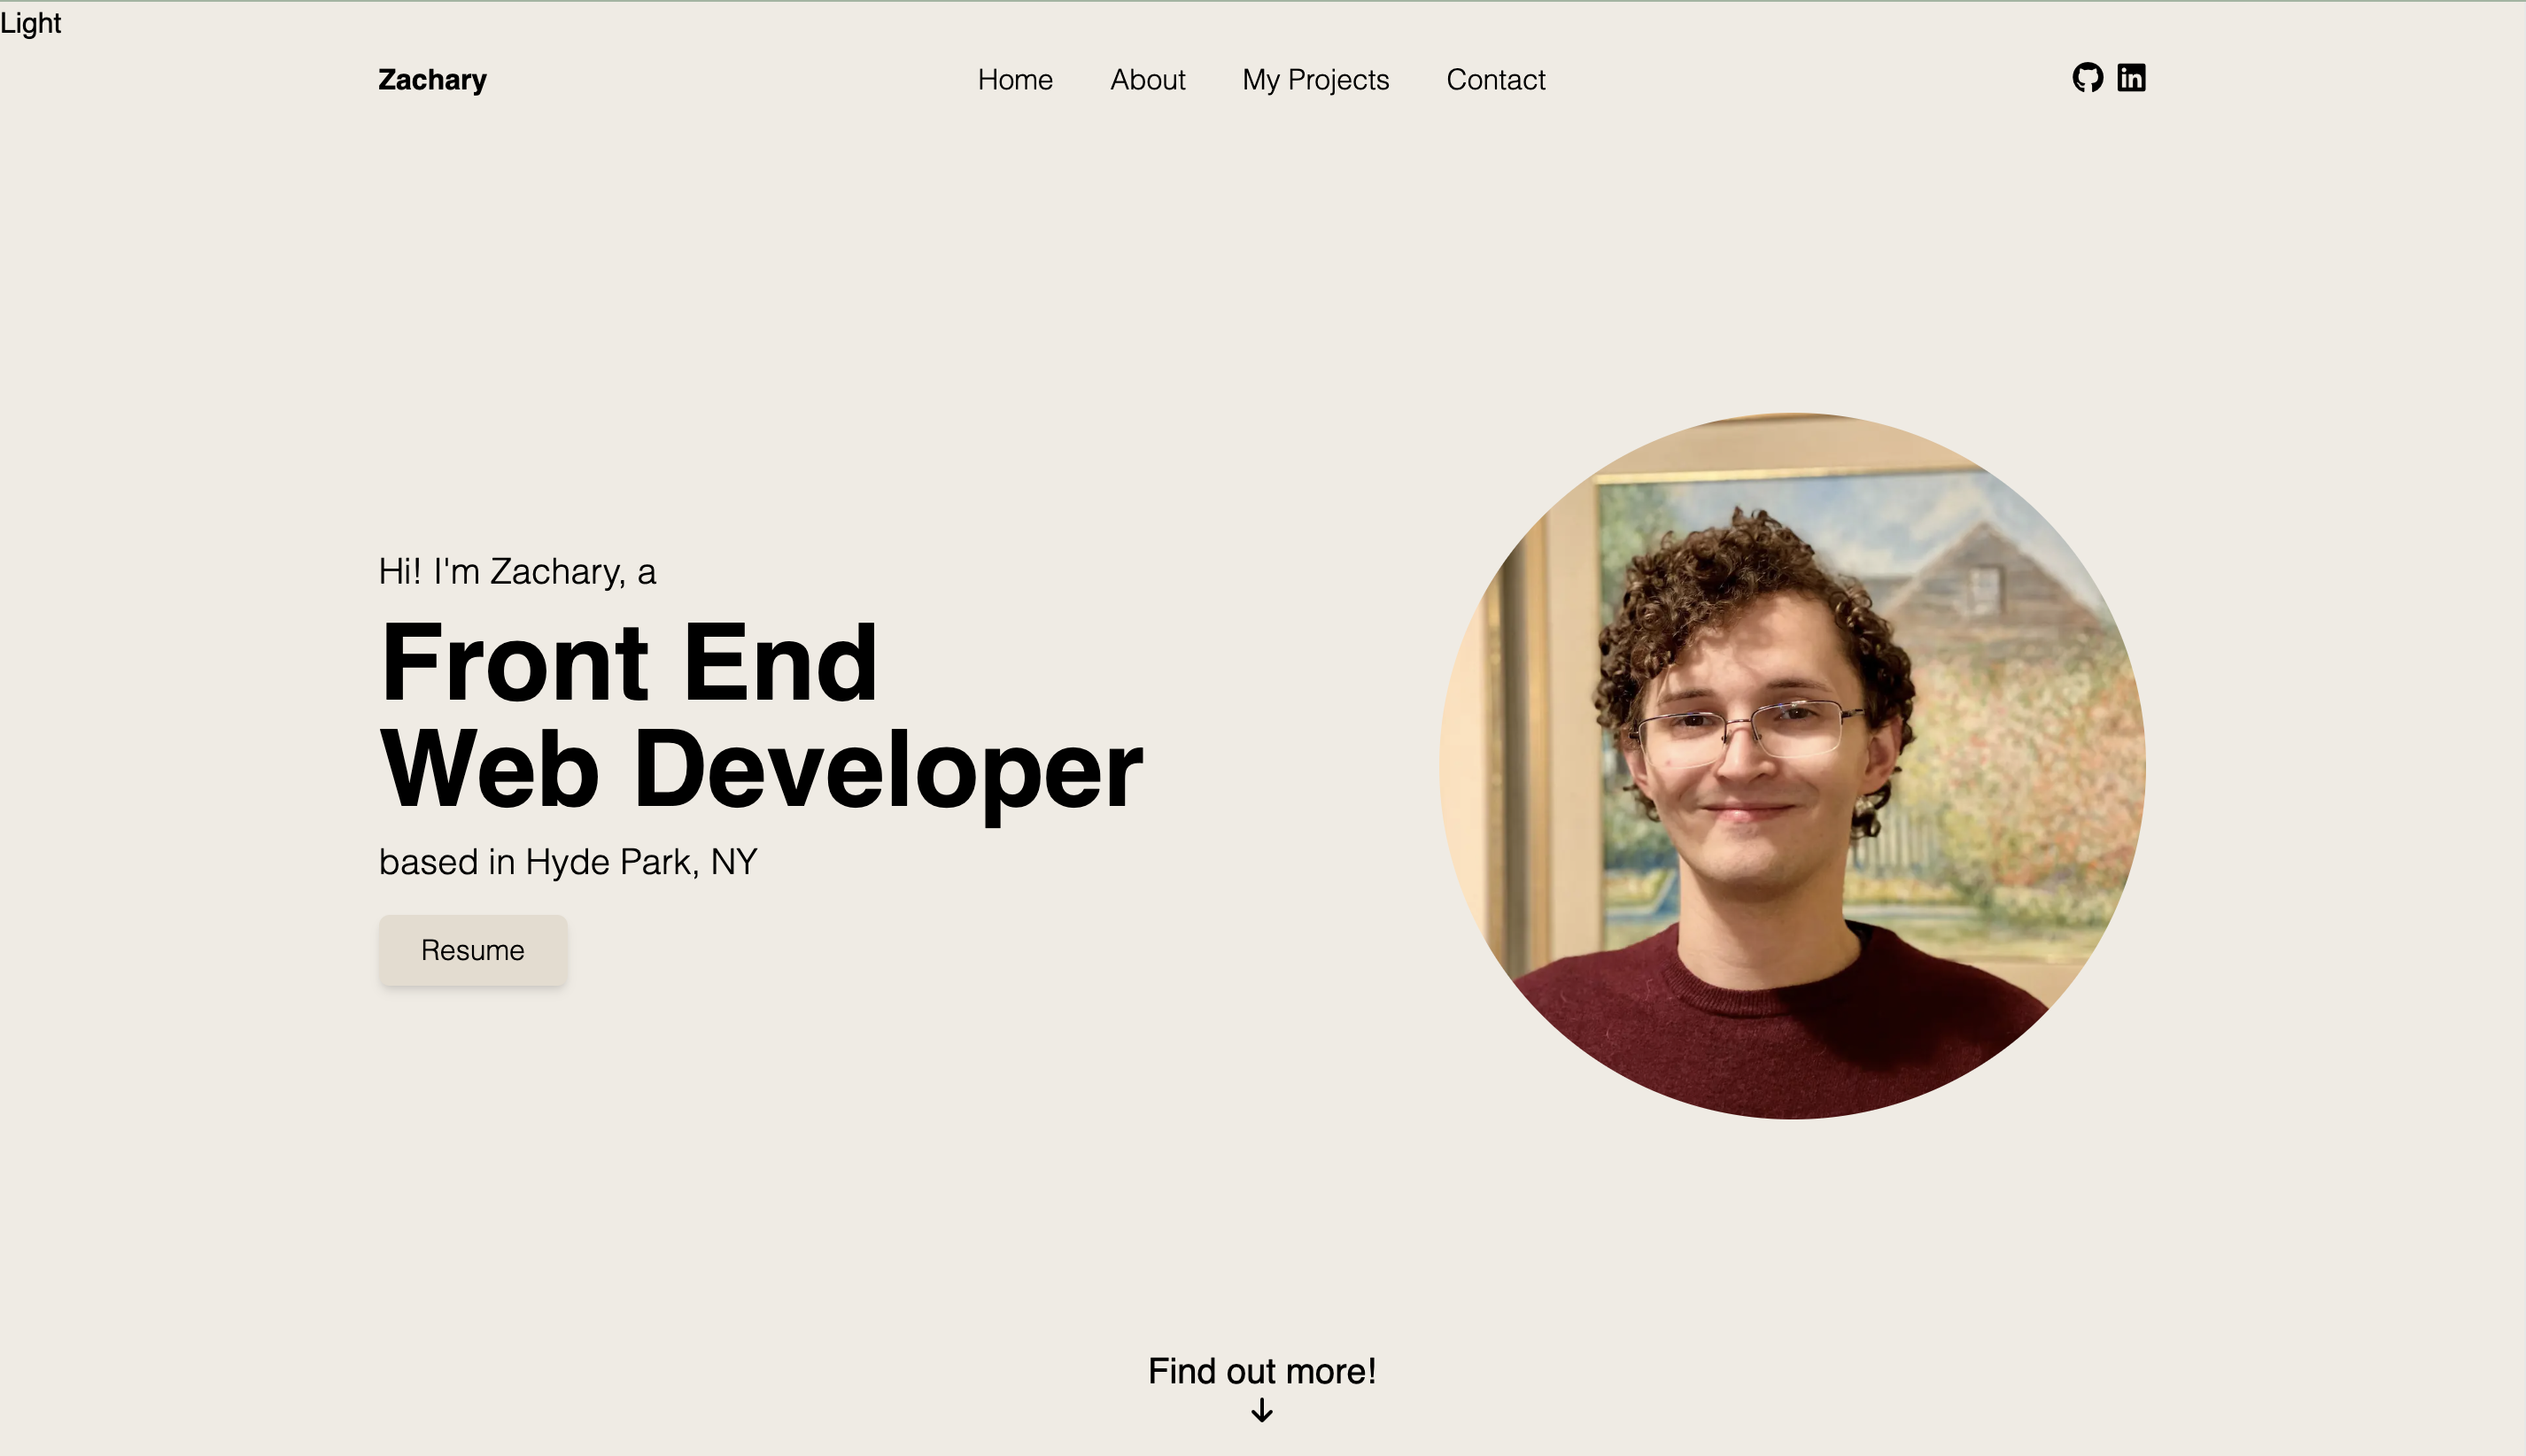 Light
Zachary
Home About My Projects Contact
Hi! I'm Zachary, a
Front End
Web Developer
based in Hyde Park, NY
Resume
Find out more!